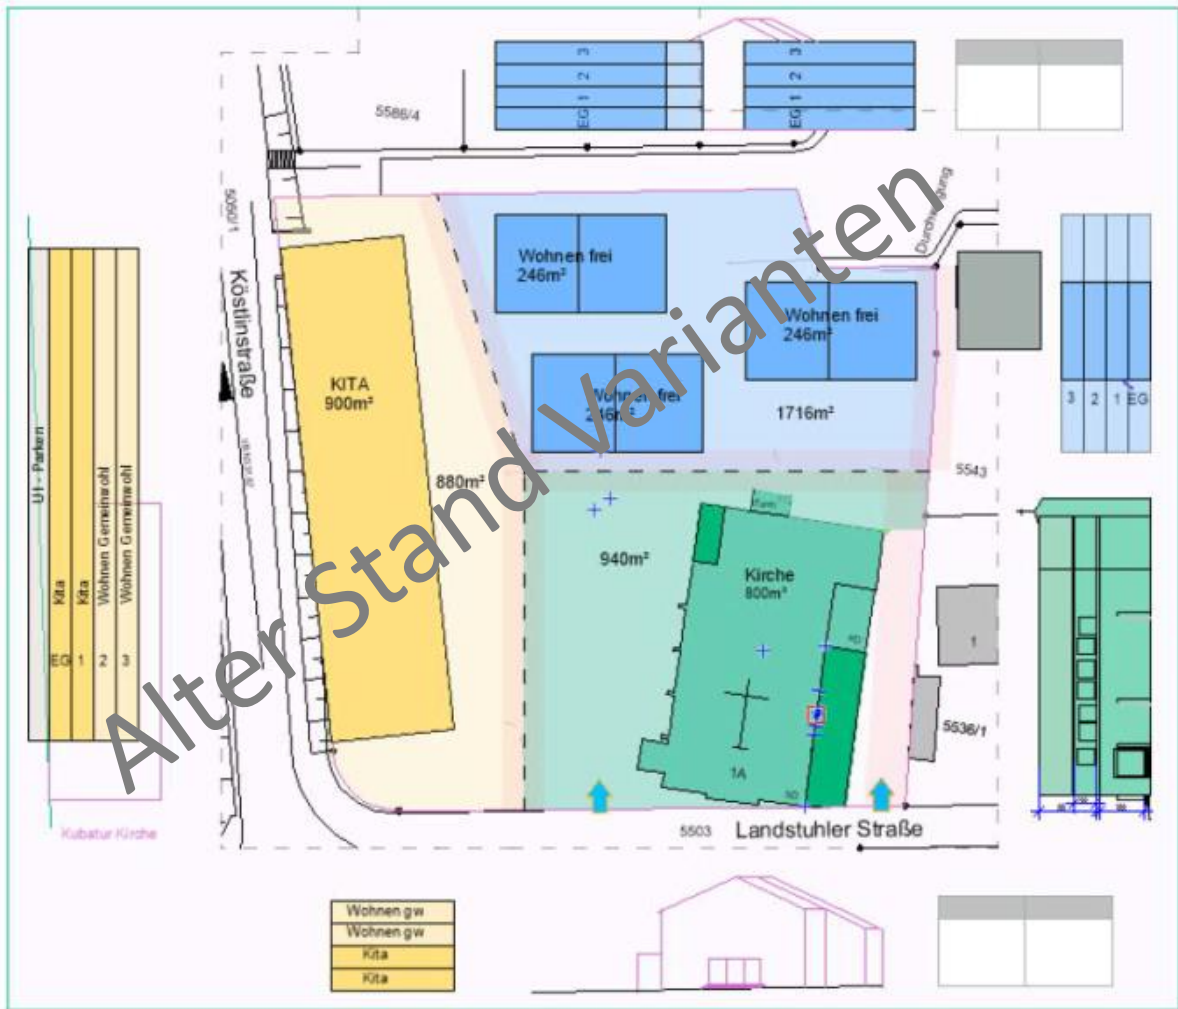 3
2
1
EG
3
2
1
EG
5586/4
5050/1
Köstlinstraße
Durchwegung
Wohnen frei
246m²
Wohnen frei
246m²
Wohnen frei
246m²
1716m²
KITA
900m²
880m²
940m²
Kirche
800m²
1A
5543
1
5536/1
5503
Landstuhler Straße
3 2 1 EG
U1 - Parken
EG Kita
1 Kita
2 Wohnen Gemeinwohl
3 Wohnen Gemeinwohl
Kubatur Kirche
Wohnen gw
Wohnen gw
Kita
Kita
Alter Stand Varianten